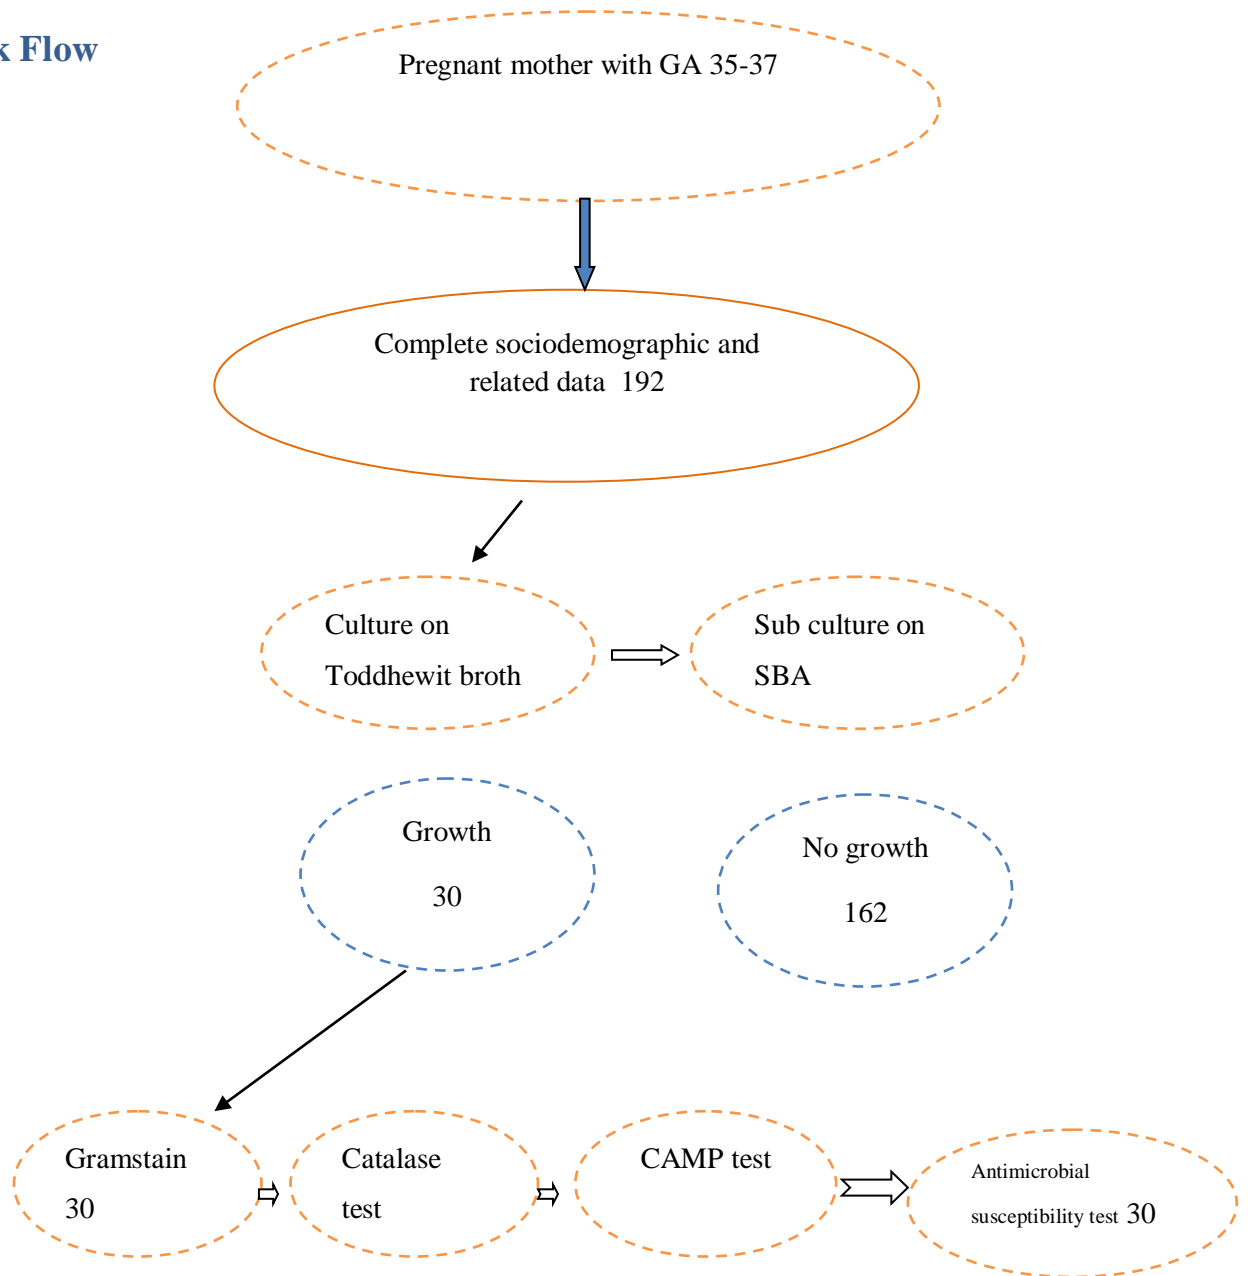 k Flow
Pregnant mother with GA 35-37
Complete sociodemographic and
related data 192
Culture on
Toddhewit broth
Sub culture on
SBA
Growth
30
No growth
162
Gramstain
30
Catalase
test
CAMP test
Antimicrobial
susceptibility test 30